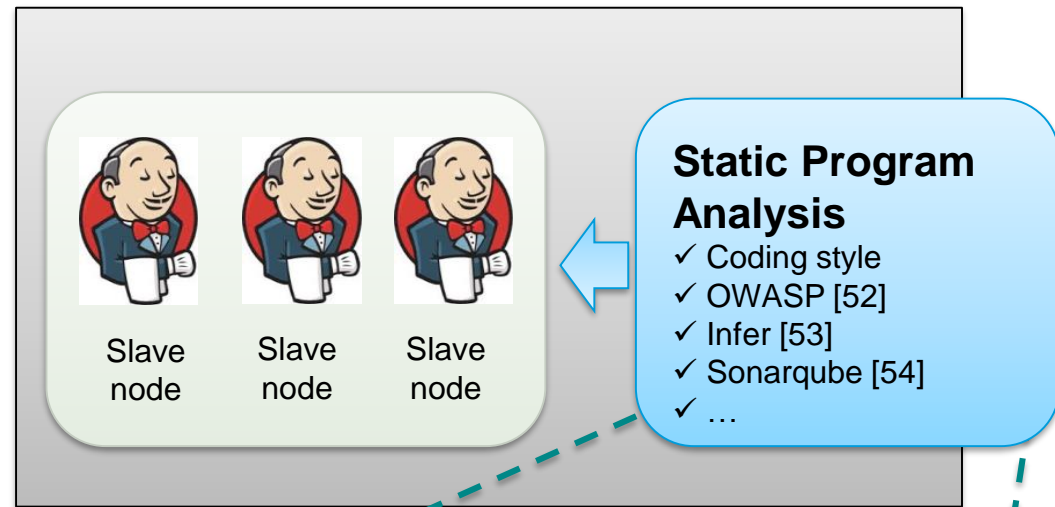 Static Program
Analysis
✓ Coding style
✓ OWASP [52]
✓ Infer [53]
✓ Sonarqube [54]
✓ …
Slave
node
Slave
node
Slave
node